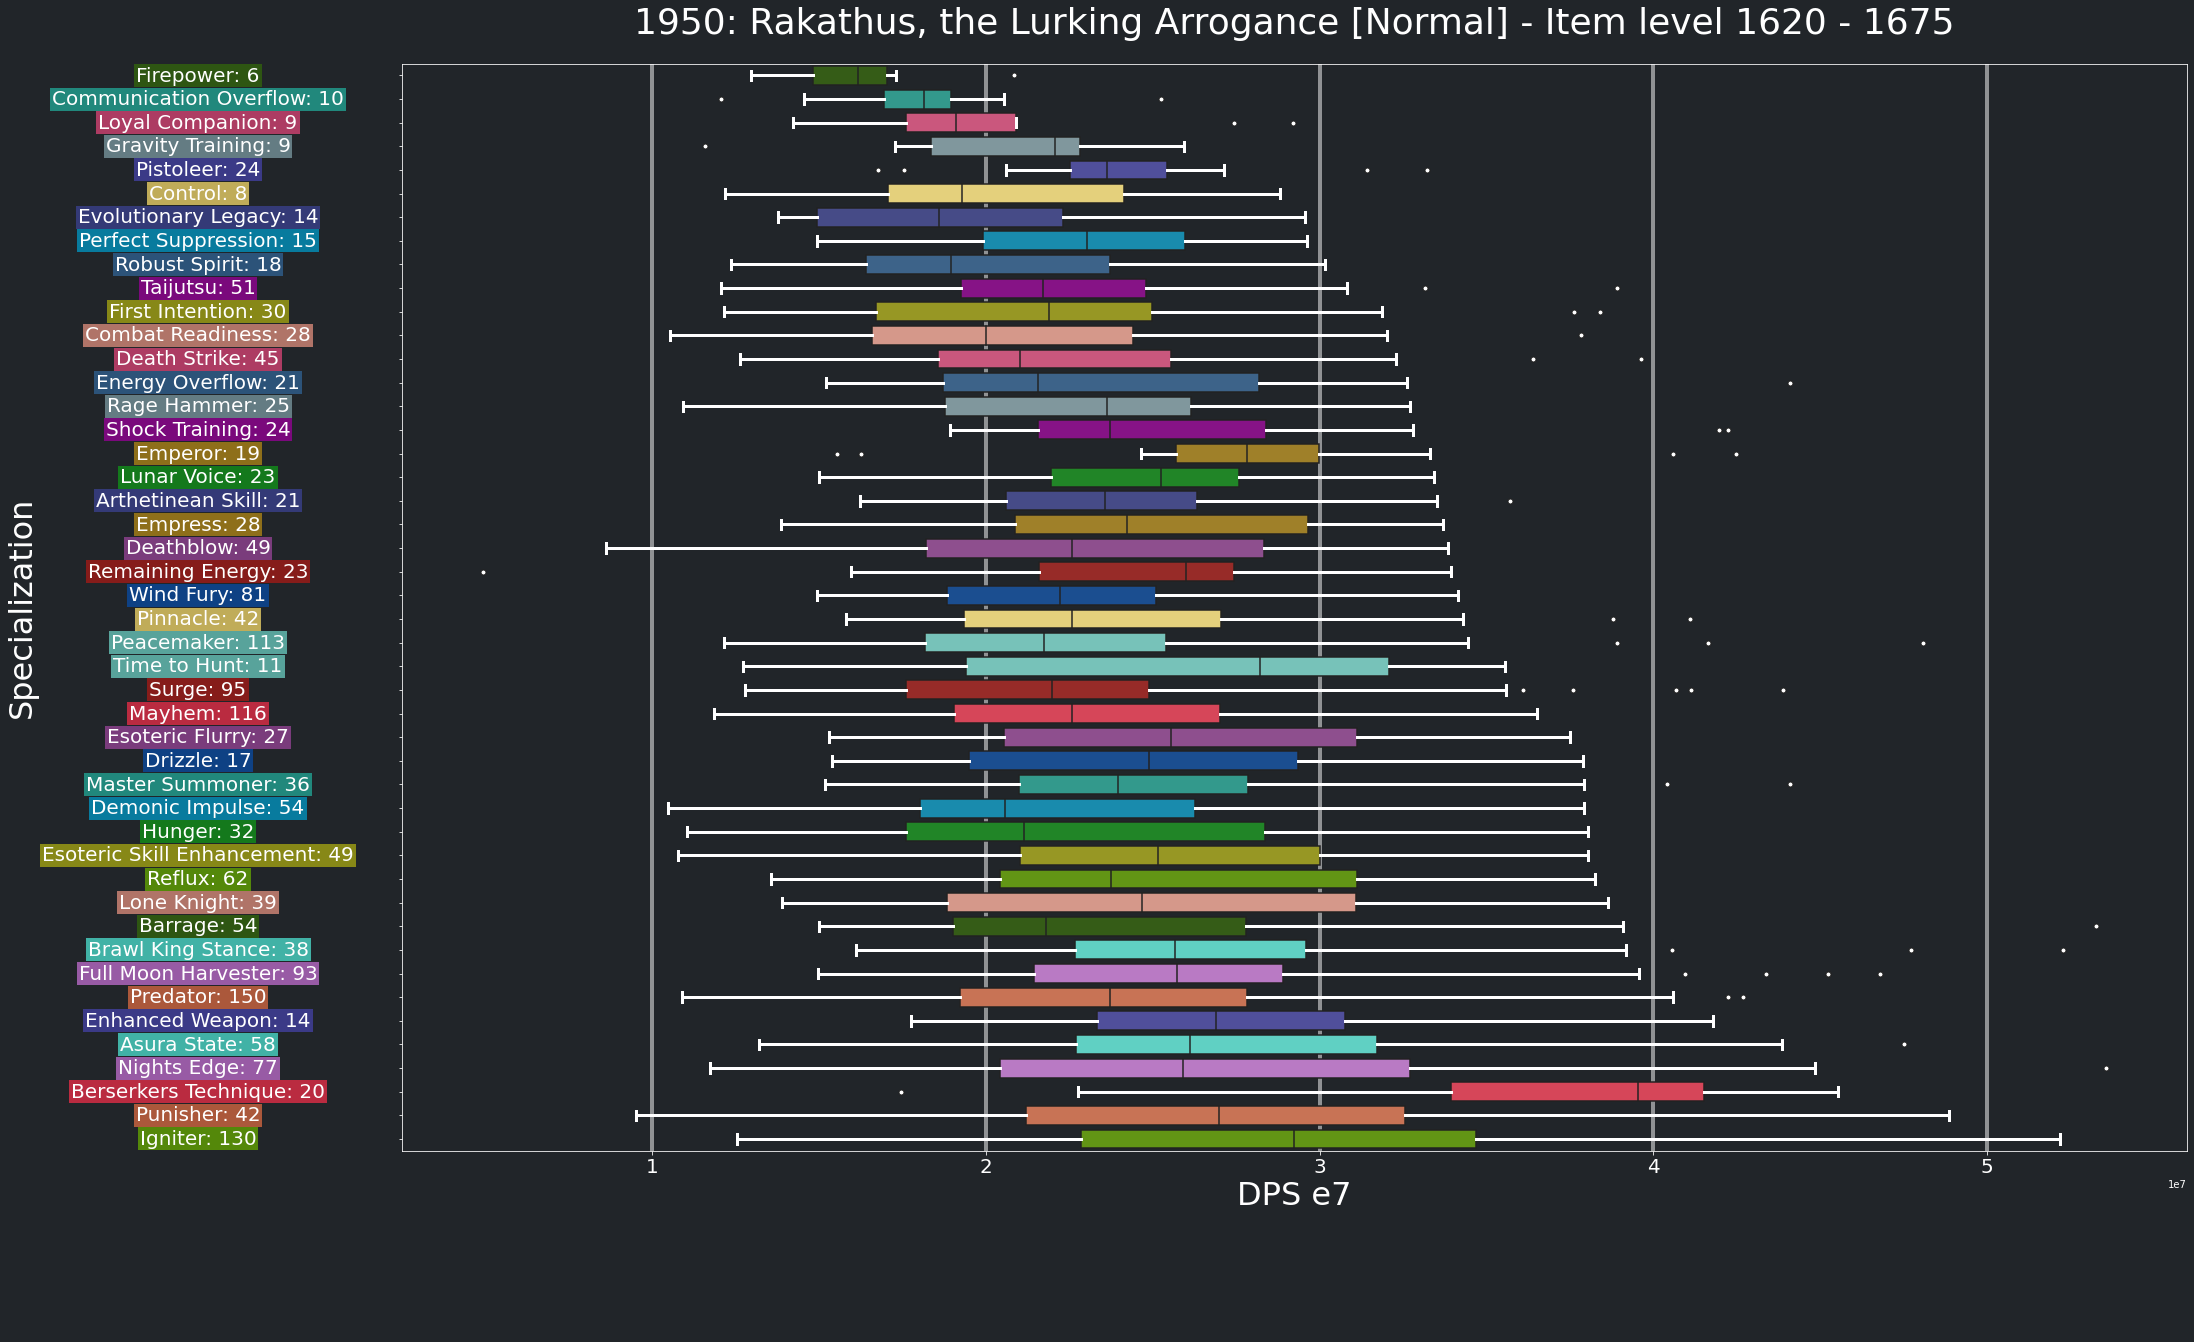 1950: Rakathus, the Lurking Arrogance [Normal] - Item level 1620 - 1675
Specialization
Firepower: 6
Communication Overflow: 10
Loyal Companion: 9
Gravity Training: 9
Pistoleer: 24
Control: 8
Evolutionary Legacy: 14
Perfect Suppression: 15
Robust Spirit: 18
Taijutsu: 51
First Intention: 30
Combat Readiness: 28
Death Strike: 45
Energy Overflow: 21
Rage Hammer: 25
Shock Training: 24
Emperor: 19
Lunar Voice: 23
Arthetinean Skill: 21
Empress: 28
Deathblow: 49
Remaining Energy: 23
Wind Fury: 81
Pinnacle: 42
Peacemaker: 113
Time to Hunt: 11
Surge: 95
Mayhem: 116
Esoteric Flurry: 27
Drizzle: 17
Master Summoner: 36
Demonic Impulse: 54
Hunger: 32
Esoteric Skill Enhancement: 49
Reflux: 62
Lone Knight: 39
Barrage: 54
Brawl King Stance: 38
Full Moon Harvester: 93
Predator: 150
Enhanced Weapon: 14
Asura State: 58
Nights Edge: 77
Berserkers Technique: 20
Punisher: 42
Igniter: 130
1 2 3 4 5
1e7
DPS e7